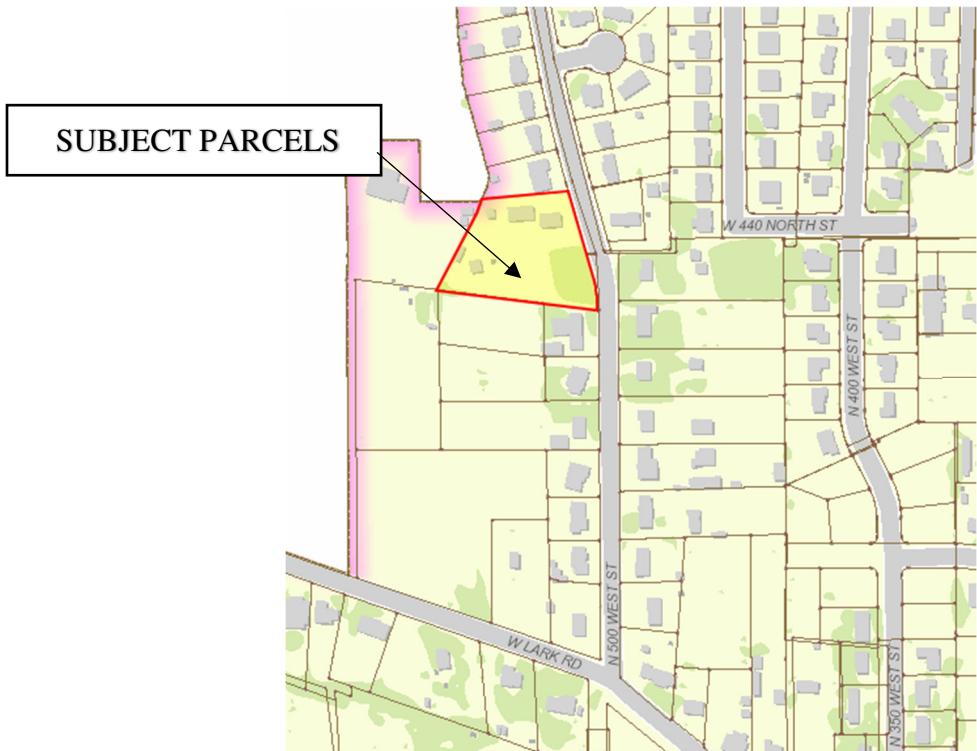 SUBJECT PARCELS
W 440 NORTH ST
N 400 WEST ST
N 500 WEST ST
W LARK RD
N 350 WEST ST